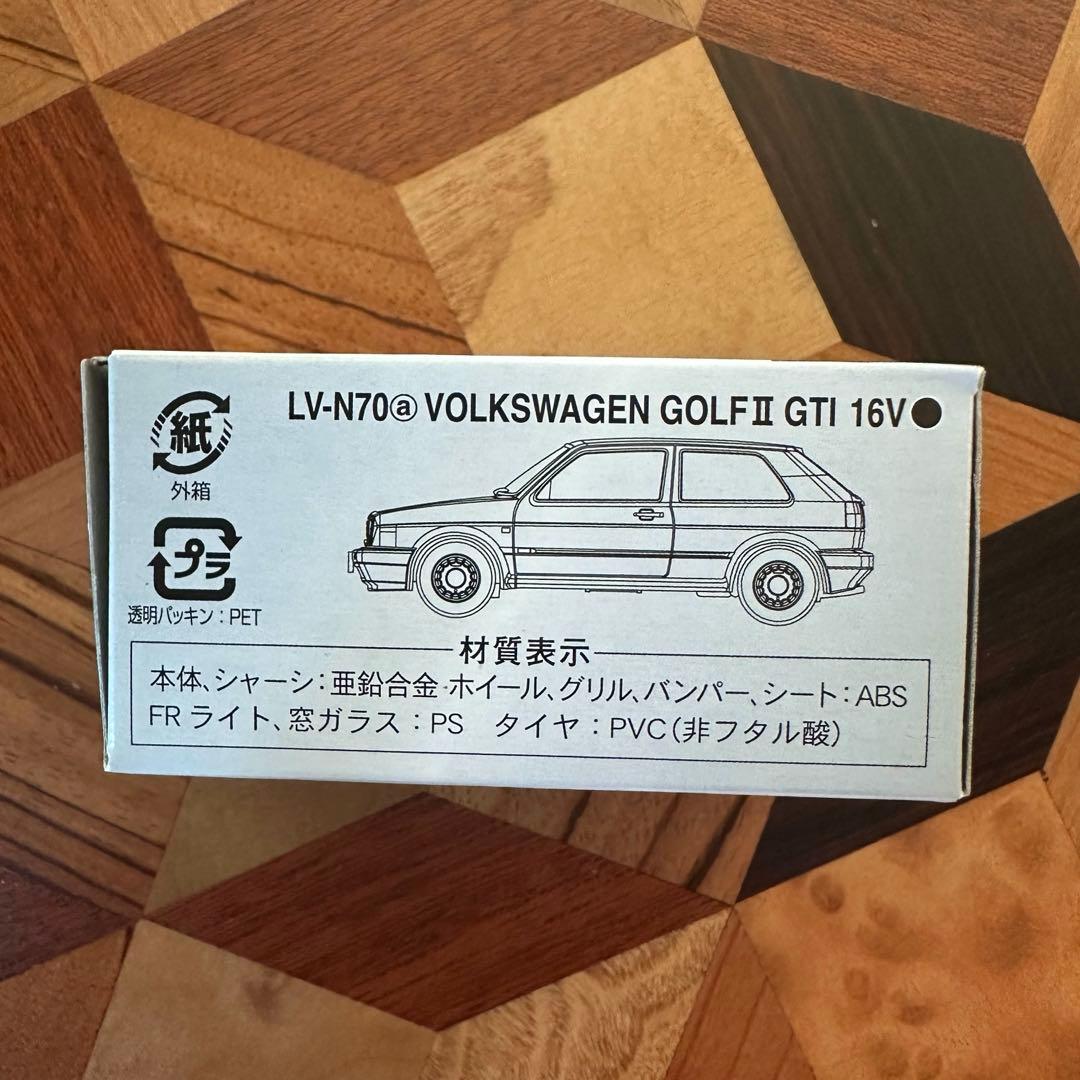 LV-N70ⓐ VOLKSWAGEN GOLFⅡ GTI 16V●
紙
外箱
プラ
透明パッキン：PET
材質表示
本体、シャーシ：亜鉛合金 ホイール、グリル、バンパー、シート：ABS
FR ライト、窓ガラス：PS　タイヤ：PVC（非フタル酸）